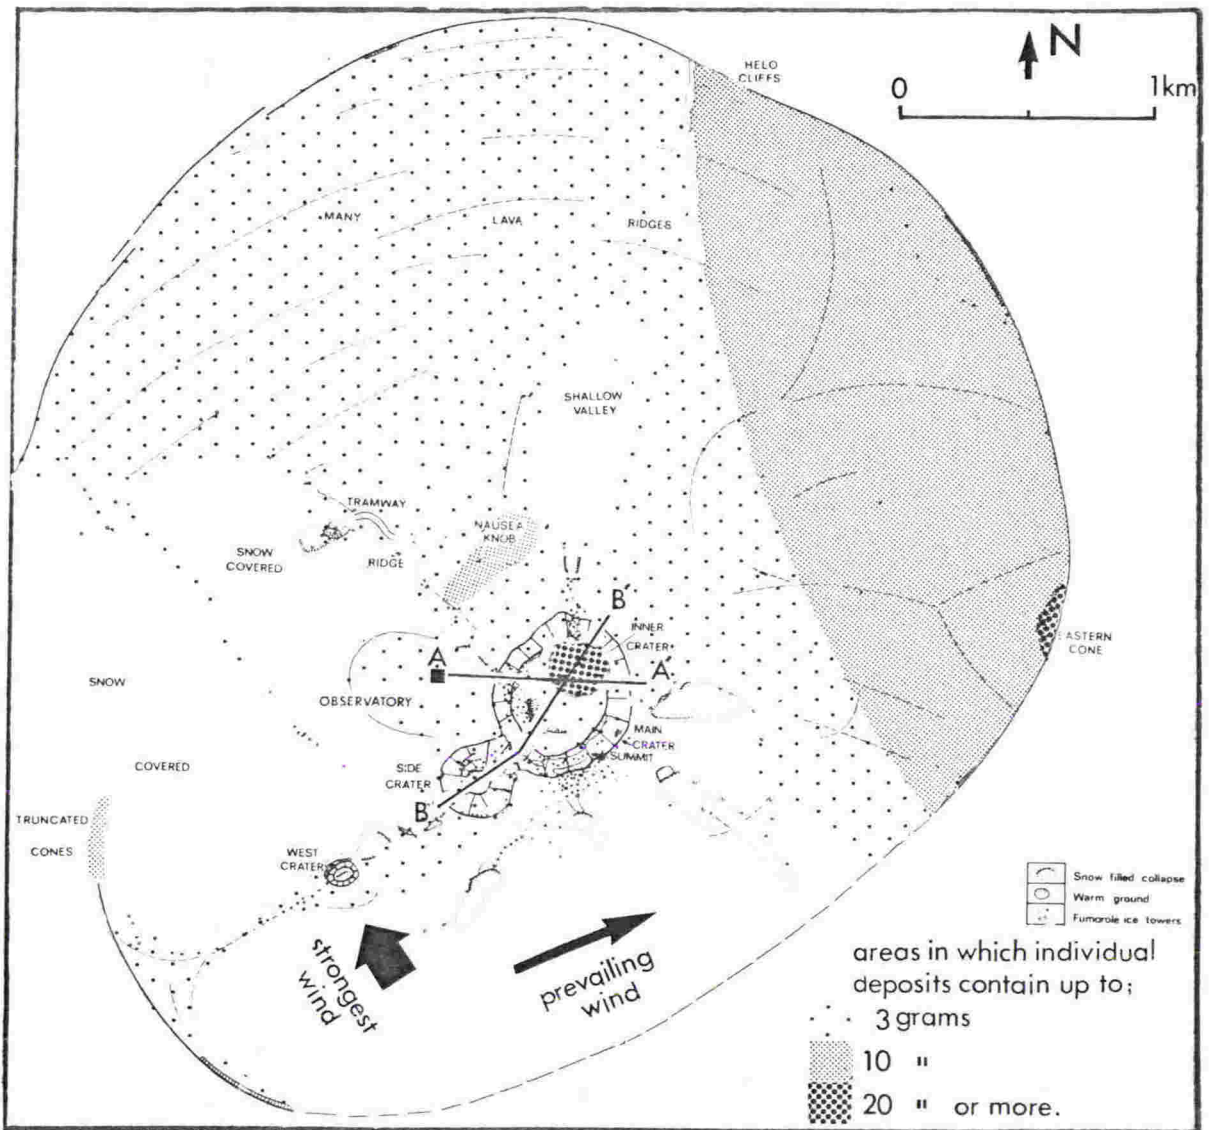 N
HELO
CLIFFS
0 1km
MANY LAVA RIDGES
SHALLOW
VALLEY
TRAMWAY
NAUSEA
KNOB
SNOW
COVERED
RIDGE
B'
INNER
CRATER
A A'
EASTERN
CONE
SNOW
OBSERVATORY
MAIN
CRATER
SUMMIT
COVERED
SIDE
CRATER
B
TRUNCATED
CONES
WEST
CRATER
Snow filled collapse
Warm ground
Fumarole ice towers
strongest
wind
prevailing
wind
areas in which individual
deposits contain up to;
3 grams
10 "
20 " or more.